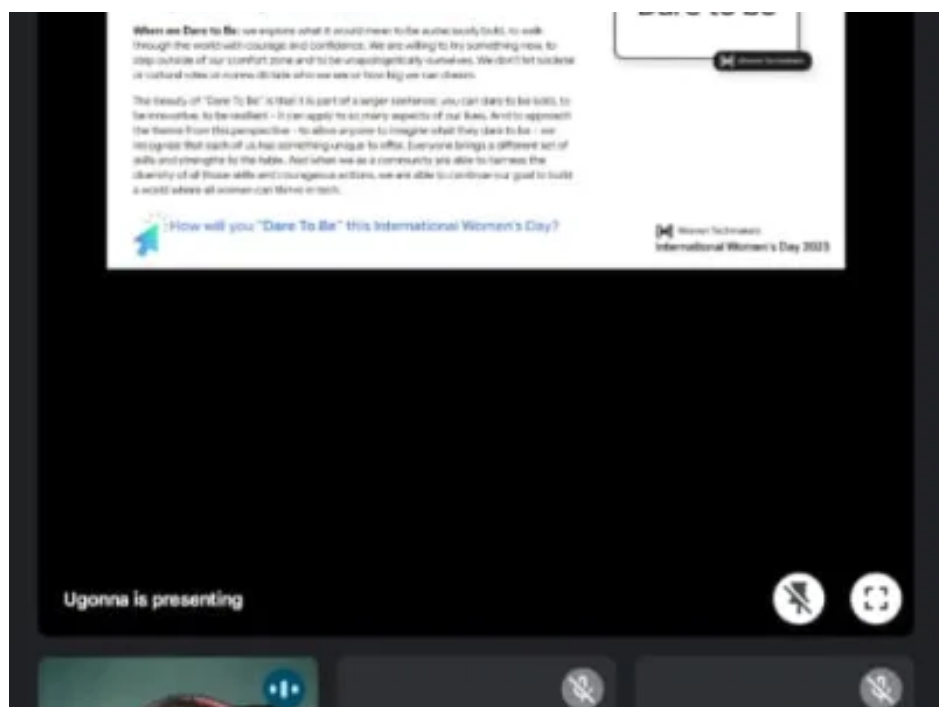 Dare to be
When we Dare to Be: we explore what it would mean to be audaciously bold, to walk
through the world with courage and confidence. We are willing to try something new, to
step outside of our comfort zone and to be unapologetically ourselves. We don't let societal
or cultural roles or norms dictate who we are or how big we can dream.
The beauty of "Dare To Be" is that it is part of a larger sentence: you can dare to be bold, to
be innovative, to be resilient - it can apply to so many aspects of our lives. And to approach
the theme from this perspective - to allow anyone to imagine what they dare to be - we
recognize that each of us has something unique to offer. Everyone brings a different set of
skills and strengths to the table. And when we as a community are able to harness the
diversity of all those skills and courageous actions, we are able to continue our goal to build
a world where all women can thrive in tech.
Women Techmakers
How will you "Dare To Be" this International Women's Day?
Women Techmakers
International Women's Day 2023
Ugonna is presenting